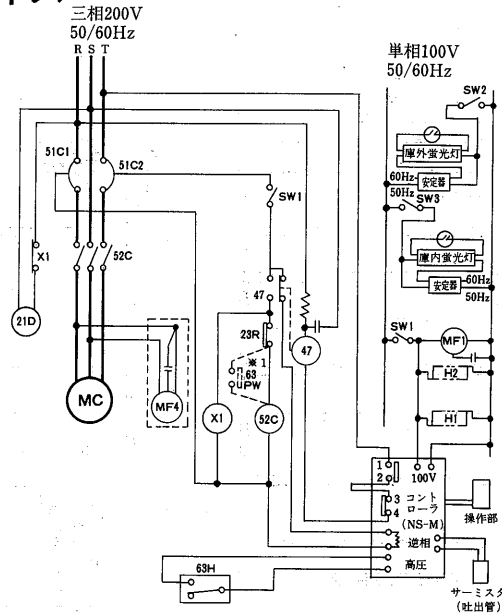 三相200V
50/60Hz
R S T
単相100V
50/60Hz
SW2
庫外蛍光灯
60Hz
安定器
50Hz
SW3
庫内蛍光灯
安定器
60Hz
50Hz
51C1
51C2
SW1
X1
52C
21D
47
23R
47
※1
63
PW
MC
MF4
X1
52C
SW1
MF1
H2
H1
1
2
100V
3
4
コント
ローラ
(NS-M)
逆相
高圧
操作部
63H
サーミスタ
(吐出管)